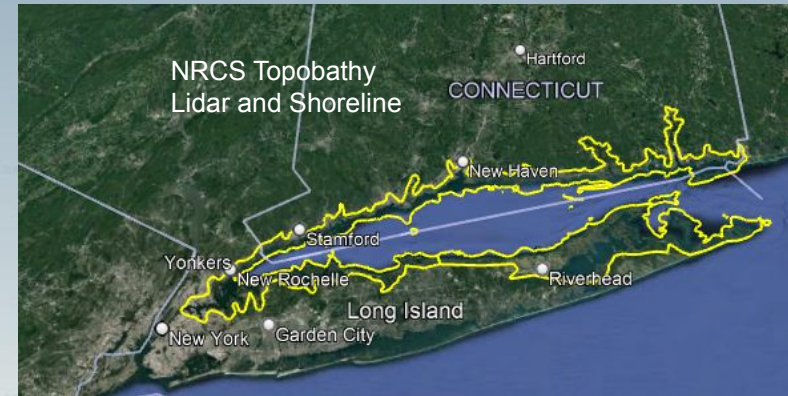 NRCS Topobathy
Lidar and Shoreline
Hartford
CONNECTICUT
New Haven
Stamford
Yonkers
New Rochelle
Riverhead
Long Island
Garden City
New York